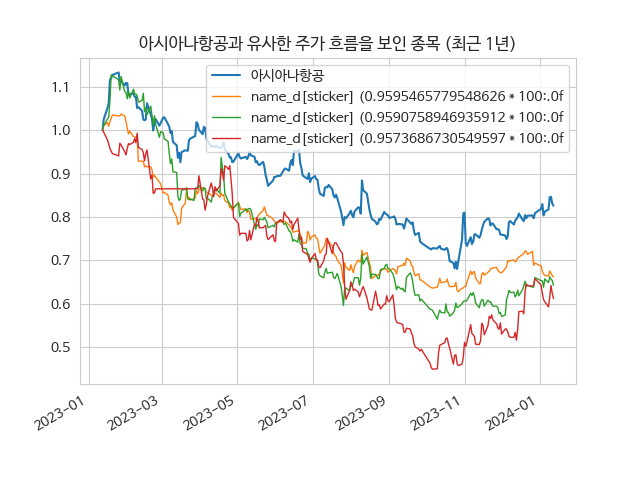 아시아나항공과 유사한 주가 흐름을 보인 종목 (최근 1년)
아시아나항공
name_d[sticker] (0.9595465779548626 * 100:.0f
name_d[sticker] (0.9590758946935912 * 100:.0f
name_d[sticker] (0.9573686730549597 * 100:.0f
1.1
1.0
0.9
0.8
0.7
0.6
0.5
2023-01
2023-03
2023-05
2023-07
2023-09
2023-11
2024-01